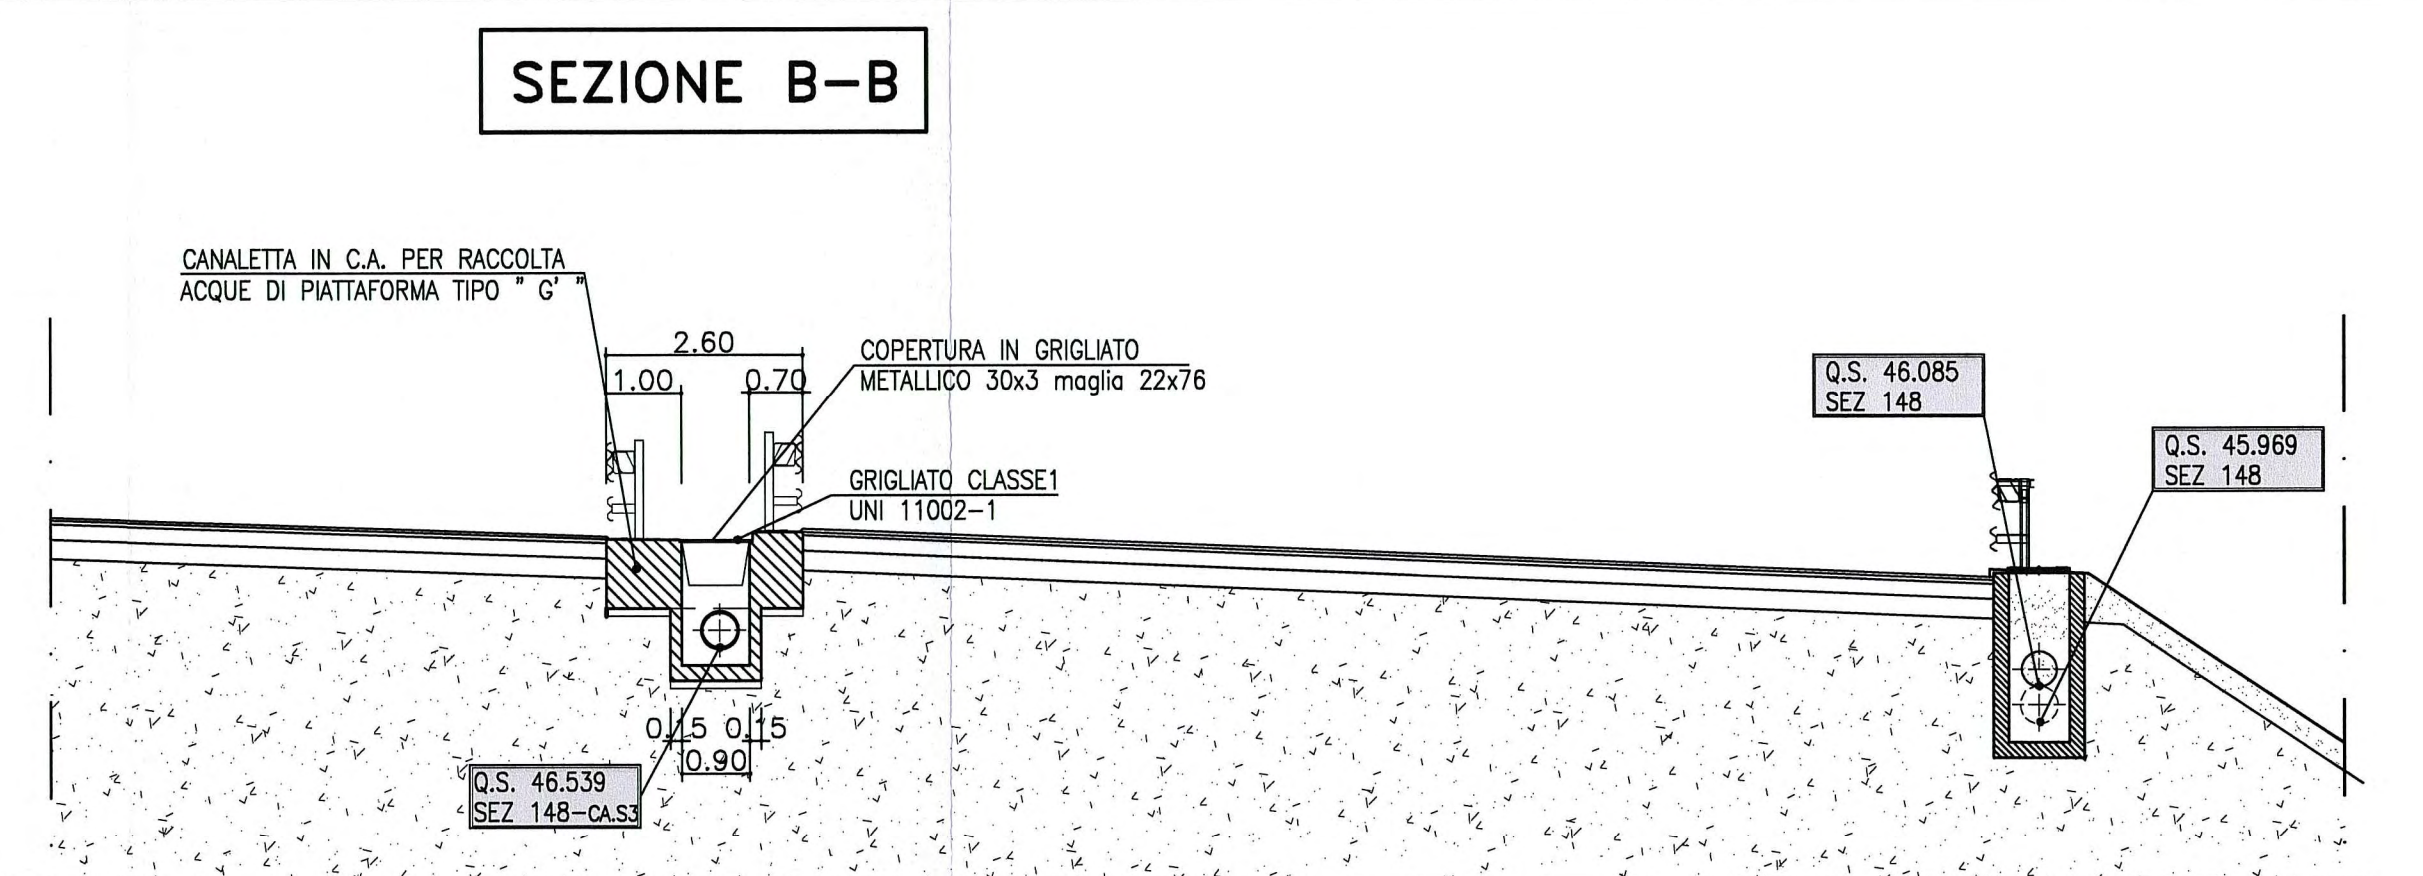 SEZIONE B-B
CANALETTA IN C.A. PER RACCOLTA
ACQUE DI PIATTAFORMA TIPO " G' "
2.60
1.00
0.70
COPERTURA IN GRIGLIATO
METALLICO 30x3 maglia 22x76
GRIGLIATO CLASSE1
UNI 11002-1
Q.S. 46.085
SEZ 148
Q.S. 45.969
SEZ 148
0.15
0.15
0.90
Q.S. 46.539
SEZ 148-CA.S3